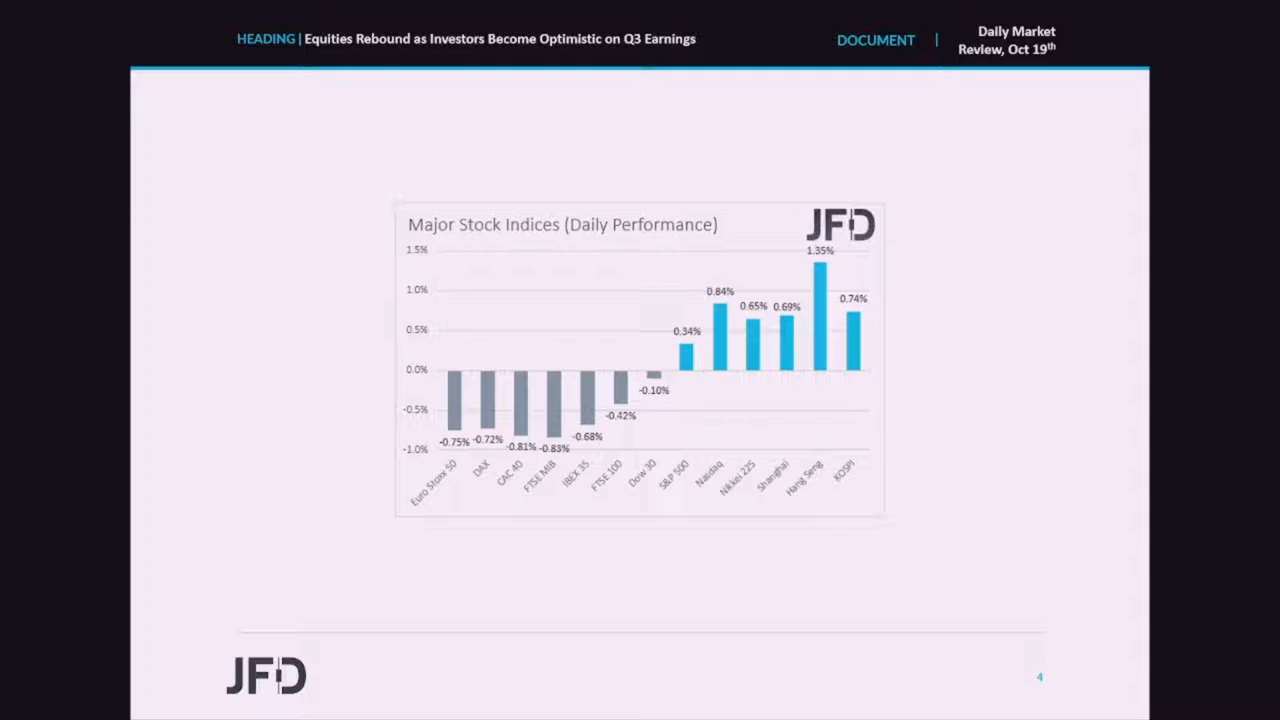 HEADING | Equities Rebound as Investors Become Optimistic on Q3 Earnings
DOCUMENT |
Daily Market
Review, Oct 19th
Major Stock Indices (Daily Performance)
JFD
1.5%
1.0%
0.5%
0.0%
-0.5%
-1.0%
-0.75%
-0.72%
-0.81%
-0.83%
-0.68%
-0.42%
-0.10%
0.34%
0.84%
0.65%
0.69%
1.35%
0.74%
Euro Stoxx 50
DAX
CAC 40
FTSE MIB
IBEX 35
FTSE 100
Dow 30
S&P 500
Nasdaq
Nikkei 225
Shanghai
Hang Seng
KOSPI
JFD
4